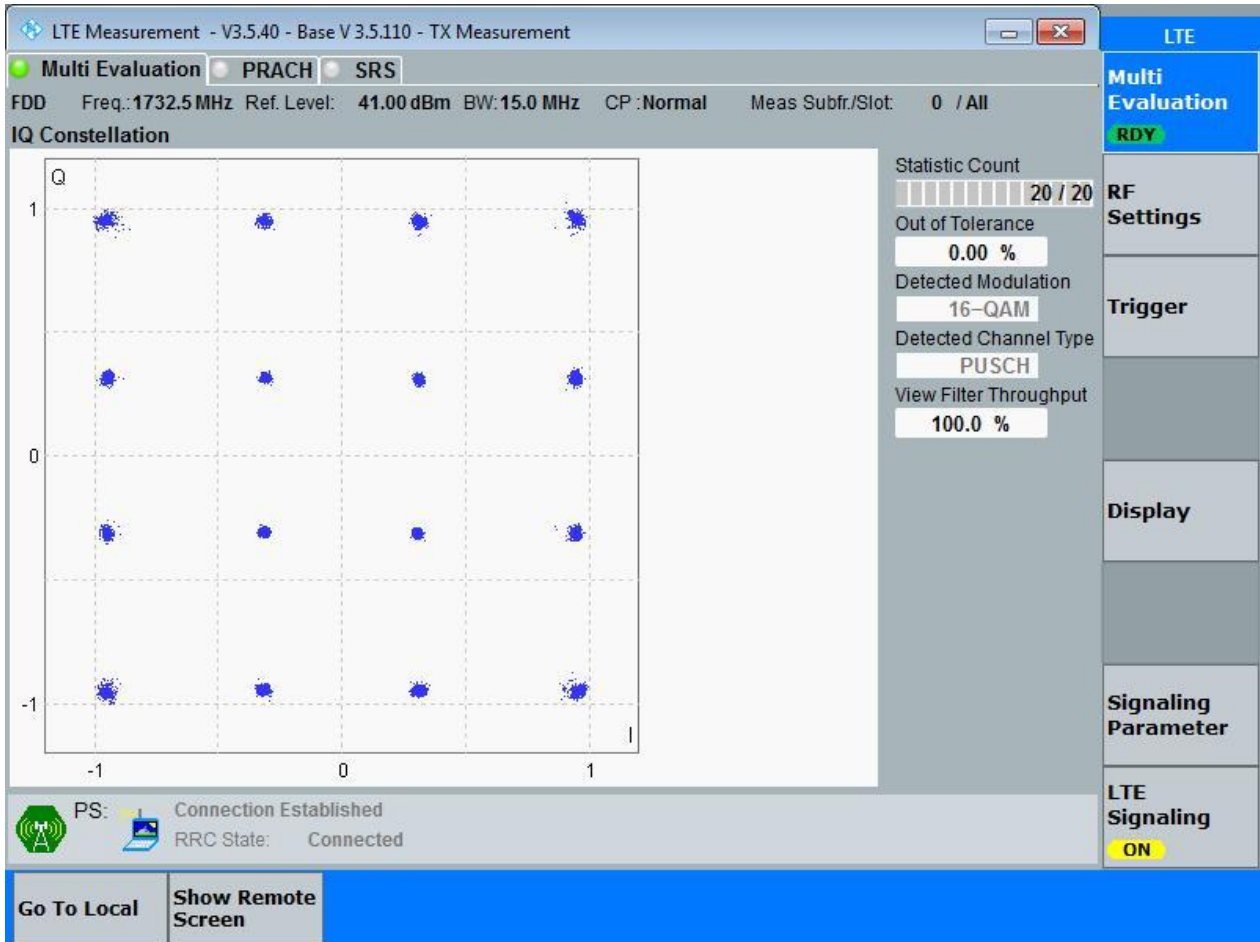 LTE Measurement - V3.5.40 - Base V 3.5.110 - TX Measurement
LTE
Multi Evaluation PRACH SRS
Multi
Evaluation
RDY
FDD Freq.: 1732.5 MHz Ref. Level: 41.00 dBm BW: 15.0 MHz CP : Normal Meas Subfr./Slot: 0 / All
IQ Constellation
Q
1
0
-1
I
-1 0 1
Statistic Count
20 / 20
Out of Tolerance
0.00 %
Detected Modulation
16-QAM
Detected Channel Type
PUSCH
View Filter Throughput
100.0 %
RF
Settings
Trigger
Display
Signaling
Parameter
LTE
Signaling
ON
PS: Connection Established
RRC State: Connected
Go To Local
Show Remote
Screen